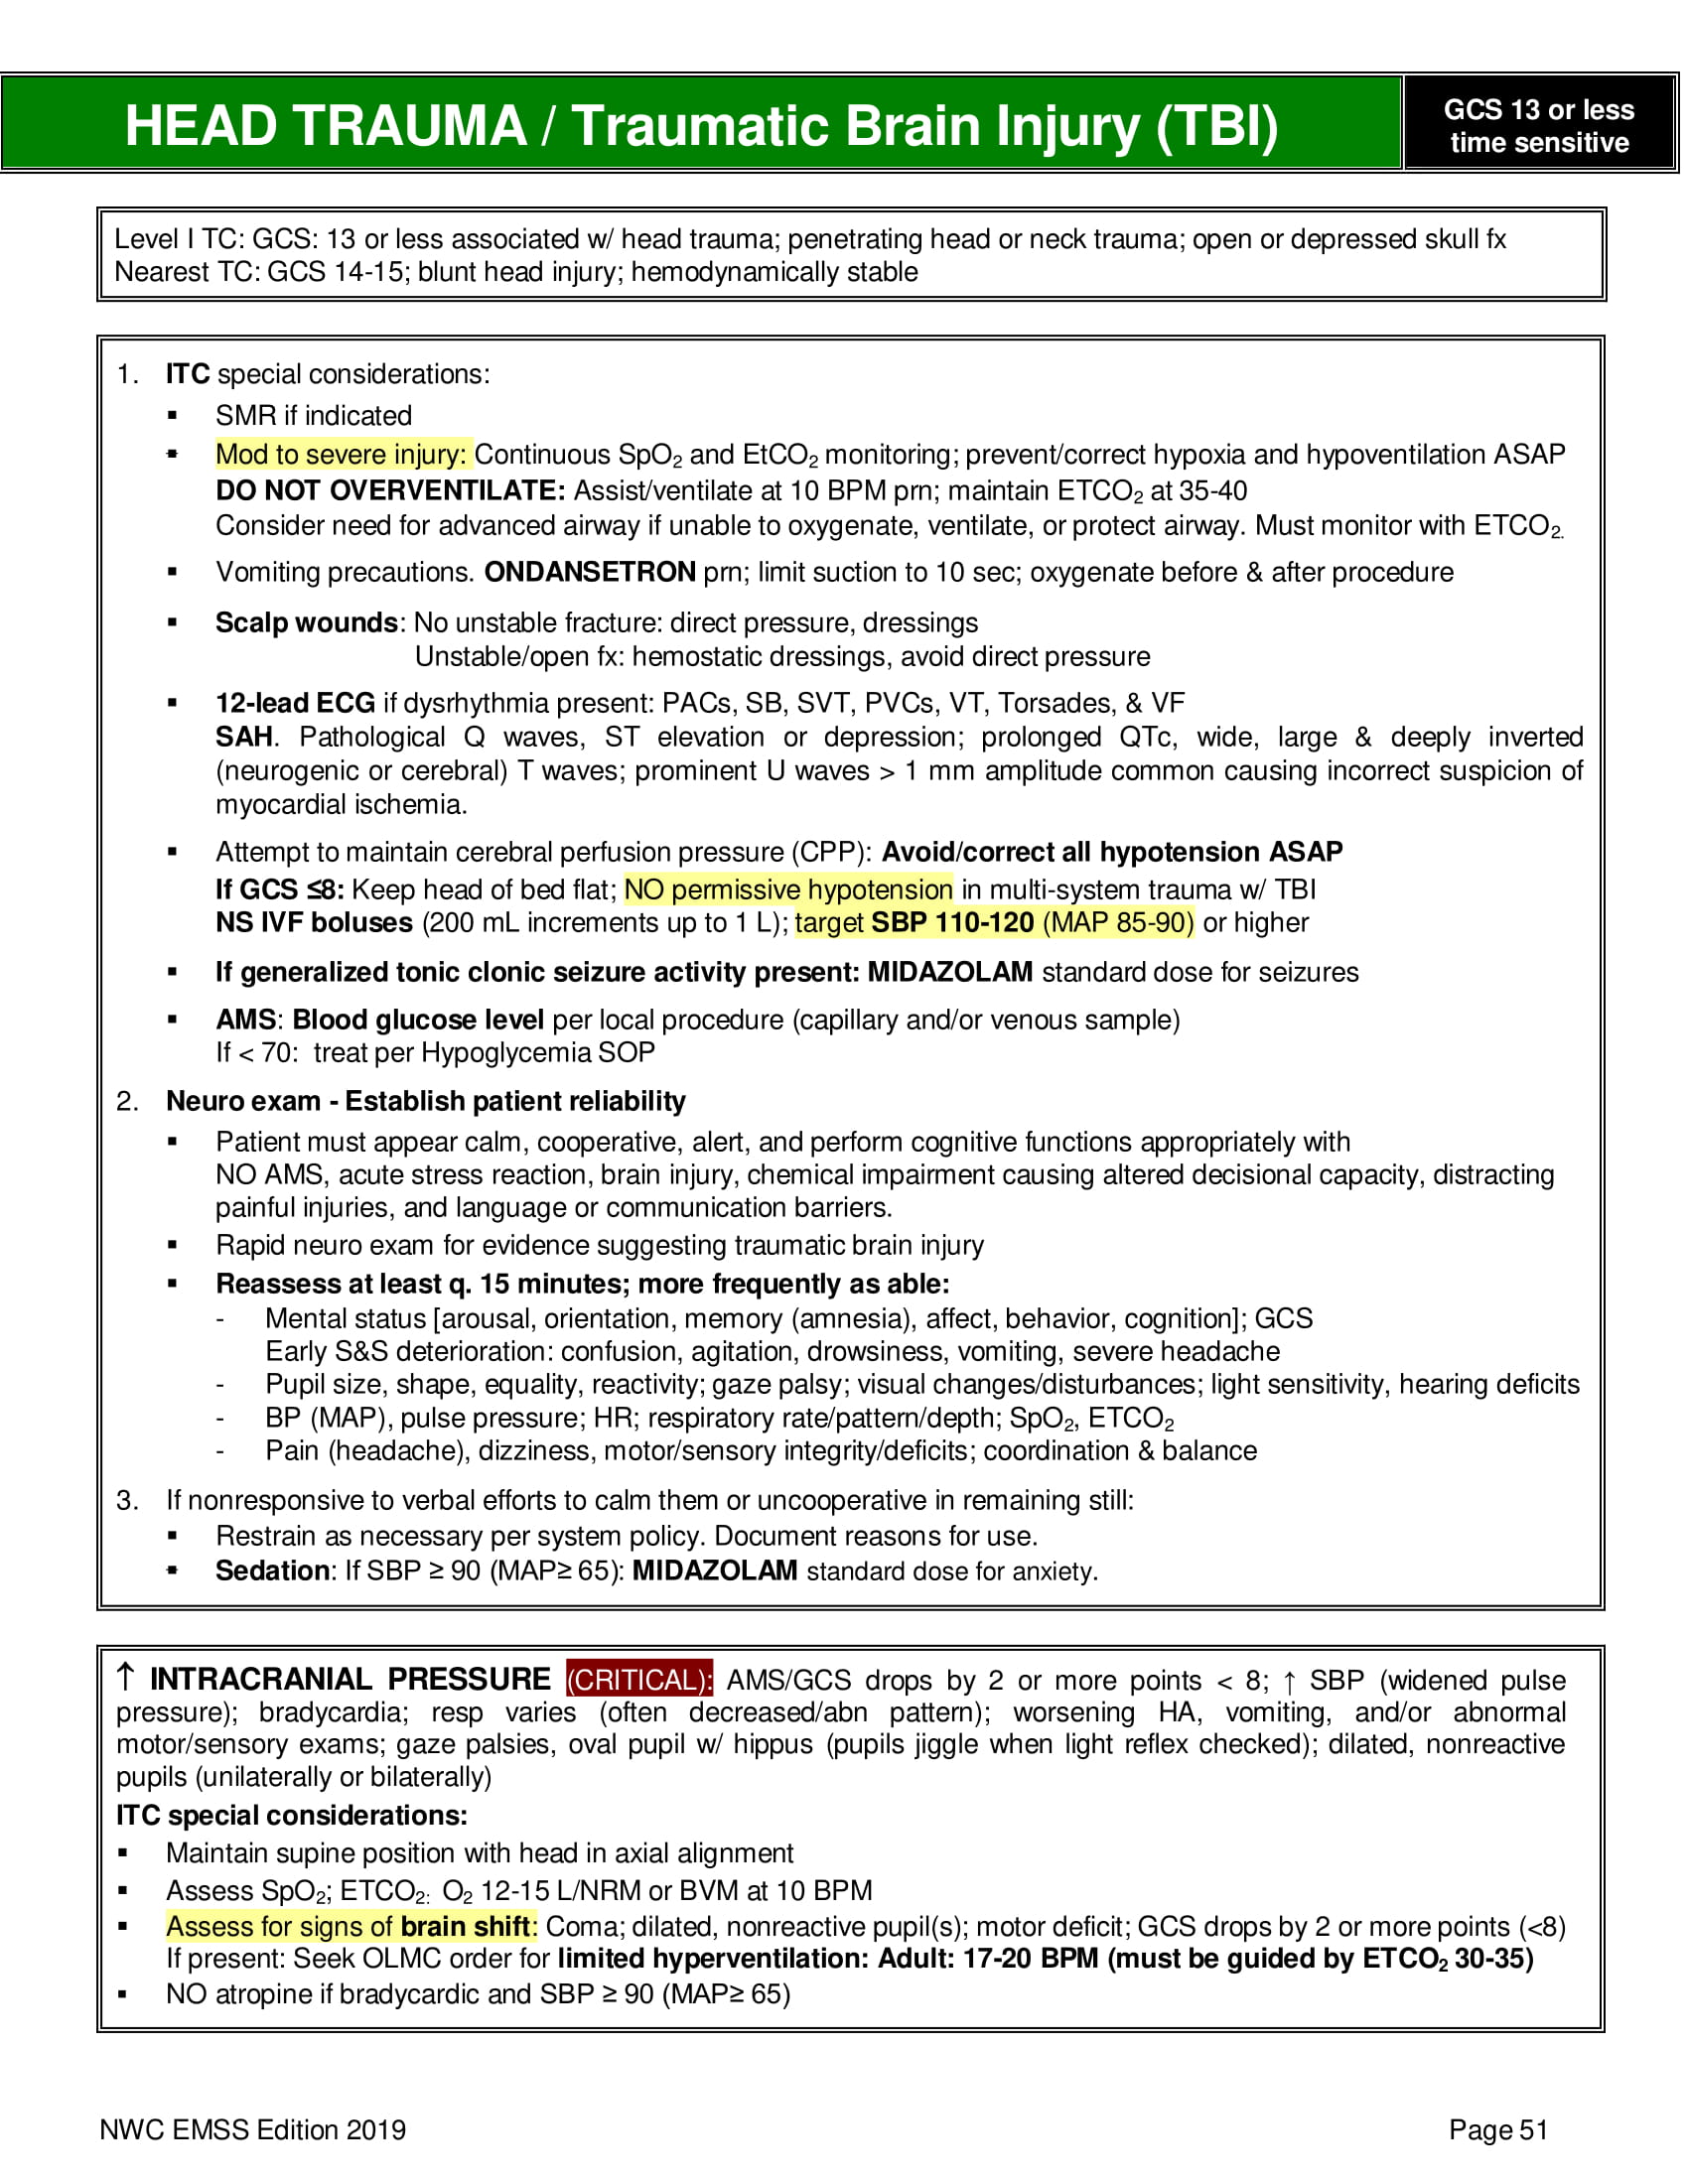 HEAD TRAUMA / Traumatic Brain Injury (TBI)
GCS 13 or less
time sensitive
Level I TC: GCS: 13 or less associated w/ head trauma; penetrating head or neck trauma; open or depressed skull fx
Nearest TC: GCS 14-15; blunt head injury; hemodynamically stable
1. ITC special considerations:
▪ SMR if indicated
▪ Mod to severe injury: Continuous SpO2 and EtCO2 monitoring; prevent/correct hypoxia and hypoventilation ASAP
DO NOT OVERVENTILATE: Assist/ventilate at 10 BPM prn; maintain ETCO2 at 35-40
Consider need for advanced airway if unable to oxygenate, ventilate, or protect airway. Must monitor with ETCO2.
▪ Vomiting precautions. ONDANSETRON prn; limit suction to 10 sec; oxygenate before & after procedure
▪ Scalp wounds: No unstable fracture: direct pressure, dressings
Unstable/open fx: hemostatic dressings, avoid direct pressure
▪ 12-lead ECG if dysrhythmia present: PACs, SB, SVT, PVCs, VT, Torsades, & VF
SAH. Pathological Q waves, ST elevation or depression; prolonged QTc, wide, large & deeply inverted
(neurogenic or cerebral) T waves; prominent U waves > 1 mm amplitude common causing incorrect suspicion of
myocardial ischemia.
▪ Attempt to maintain cerebral perfusion pressure (CPP): Avoid/correct all hypotension ASAP
If GCS ≤8: Keep head of bed flat; NO permissive hypotension in multi-system trauma w/ TBI
NS IVF boluses (200 mL increments up to 1 L); target SBP 110-120 (MAP 85-90) or higher
▪ If generalized tonic clonic seizure activity present: MIDAZOLAM standard dose for seizures
▪ AMS: Blood glucose level per local procedure (capillary and/or venous sample)
If < 70: treat per Hypoglycemia SOP
2. Neuro exam - Establish patient reliability
▪ Patient must appear calm, cooperative, alert, and perform cognitive functions appropriately with
NO AMS, acute stress reaction, brain injury, chemical impairment causing altered decisional capacity, distracting
painful injuries, and language or communication barriers.
▪ Rapid neuro exam for evidence suggesting traumatic brain injury
▪ Reassess at least q. 15 minutes; more frequently as able:
- Mental status [arousal, orientation, memory (amnesia), affect, behavior, cognition]; GCS
Early S&S deterioration: confusion, agitation, drowsiness, vomiting, severe headache
- Pupil size, shape, equality, reactivity; gaze palsy; visual changes/disturbances; light sensitivity, hearing deficits
- BP (MAP), pulse pressure; HR; respiratory rate/pattern/depth; SpO2, ETCO2
- Pain (headache), dizziness, motor/sensory integrity/deficits; coordination & balance
3. If nonresponsive to verbal efforts to calm them or uncooperative in remaining still:
▪ Restrain as necessary per system policy. Document reasons for use.
▪ Sedation: If SBP ≥ 90 (MAP≥ 65): MIDAZOLAM standard dose for anxiety.
↑ INTRACRANIAL PRESSURE (CRITICAL): AMS/GCS drops by 2 or more points < 8; ↑ SBP (widened pulse
pressure); bradycardia; resp varies (often decreased/abn pattern); worsening HA, vomiting, and/or abnormal
motor/sensory exams; gaze palsies, oval pupil w/ hippus (pupils jiggle when light reflex checked); dilated, nonreactive
pupils (unilaterally or bilaterally)
ITC special considerations:
▪ Maintain supine position with head in axial alignment
▪ Assess SpO2; ETCO2: O2 12-15 L/NRM or BVM at 10 BPM
▪ Assess for signs of brain shift: Coma; dilated, nonreactive pupil(s); motor deficit; GCS drops by 2 or more points (<8)
If present: Seek OLMC order for limited hyperventilation: Adult: 17-20 BPM (must be guided by ETCO2 30-35)
▪ NO atropine if bradycardic and SBP ≥ 90 (MAP≥ 65)
NWC EMSS Edition 2019
Page 51